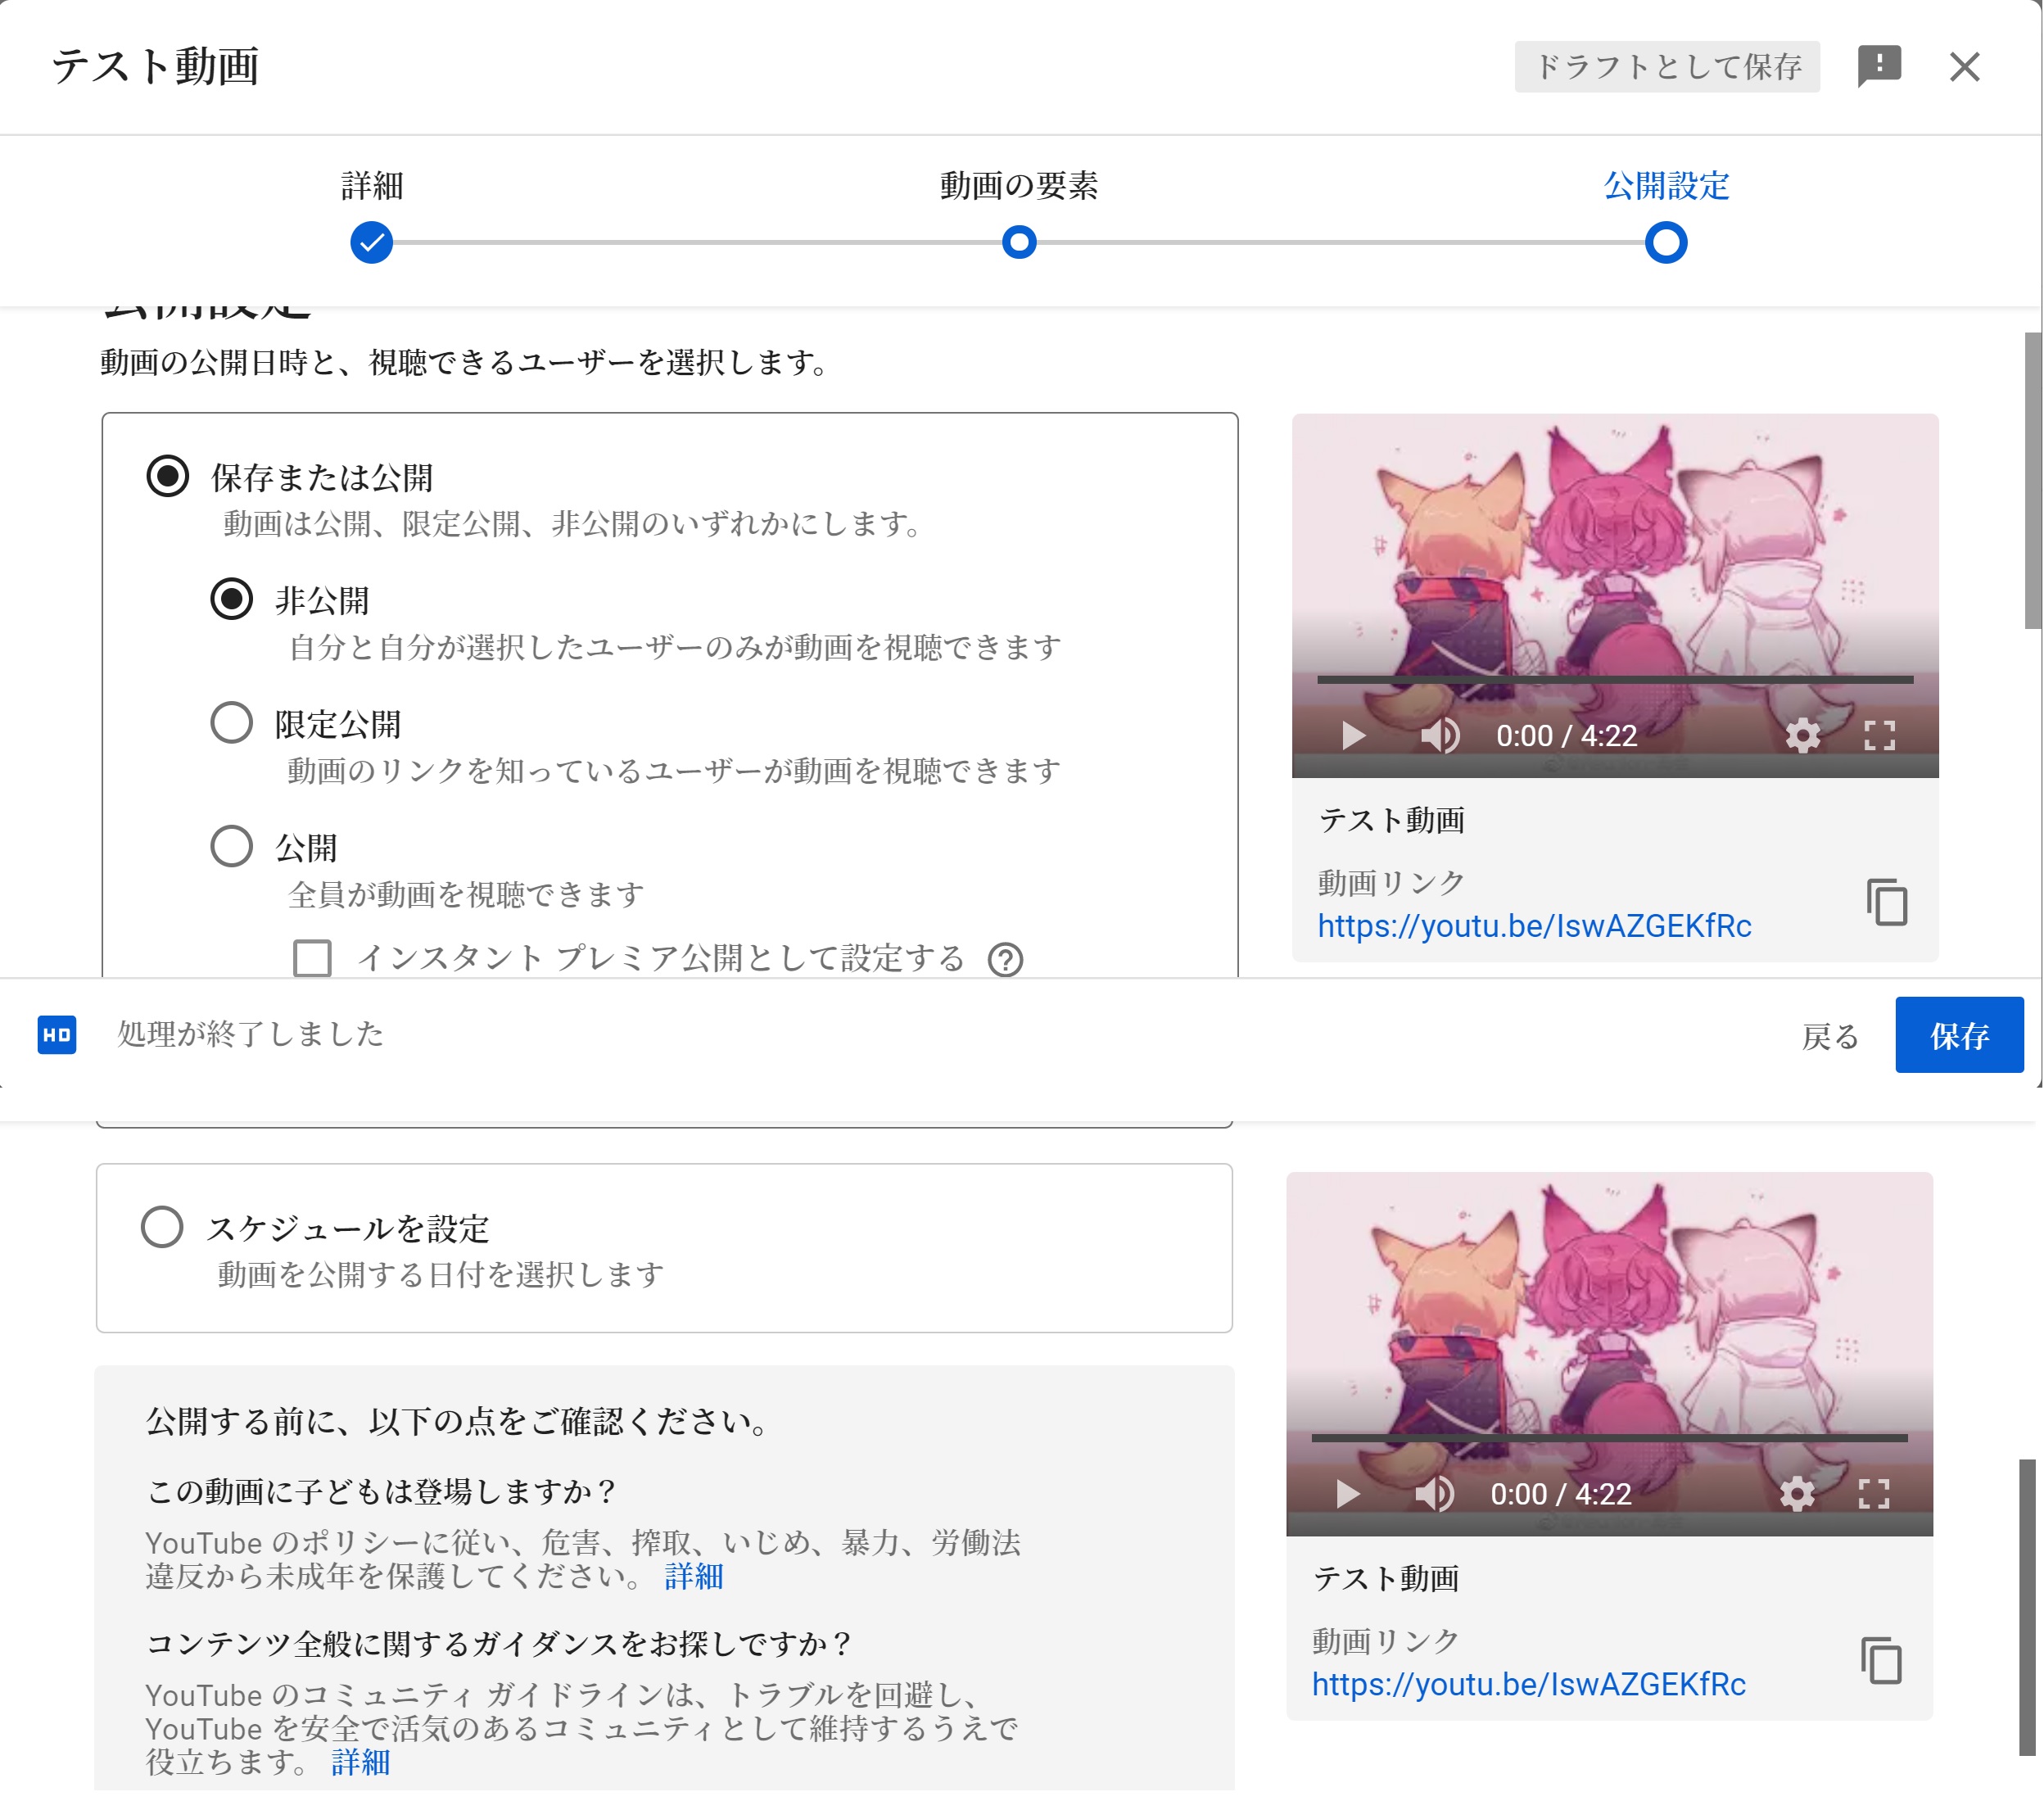 テスト動画
ドラフトとして保存
詳細
動画の要素
公開設定
公開設定
動画の公開日時と、視聴できるユーザーを選択します。
保存または公開
動画は公開、限定公開、非公開のいずれかにします。
非公開
自分と自分が選択したユーザーのみが動画を視聴できます
限定公開
動画のリンクを知っているユーザーが動画を視聴できます
公開
全員が動画を視聴できます
インスタント プレミア公開として設定する
0:00 / 4:22
テスト動画
動画リンク
https://youtu.be/IswAZGEKfRc
HD
処理が終了しました
戻る
保存
スケジュールを設定
動画を公開する日付を選択します
公開する前に、以下の点をご確認ください。
この動画に子どもは登場しますか？
YouTube のポリシーに従い、危害、搾取、いじめ、暴力、労働法
違反から未成年を保護してください。 詳細
コンテンツ全般に関するガイダンスをお探しですか？
YouTube のコミュニティ ガイドラインは、トラブルを回避し、
YouTube を安全で活気のあるコミュニティとして維持するうえで
役立ちます。 詳細
0:00 / 4:22
テスト動画
動画リンク
https://youtu.be/IswAZGEKfRc